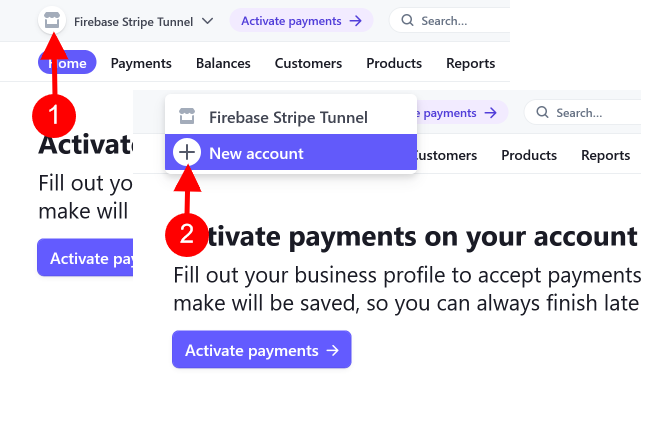 Firebase Stripe Tunnel
Activate payments →
Search...
Home
Payments
Balances
Customers
Products
Reports
1
Activate
Fill out yo
make will
Activate pay
Firebase Stripe Tunnel
e payments →
Search...
New account
ustomers
Products
Reports
2
tivate payments on your account
Fill out your business profile to accept payments
make will be saved, so you can always finish late
Activate payments →